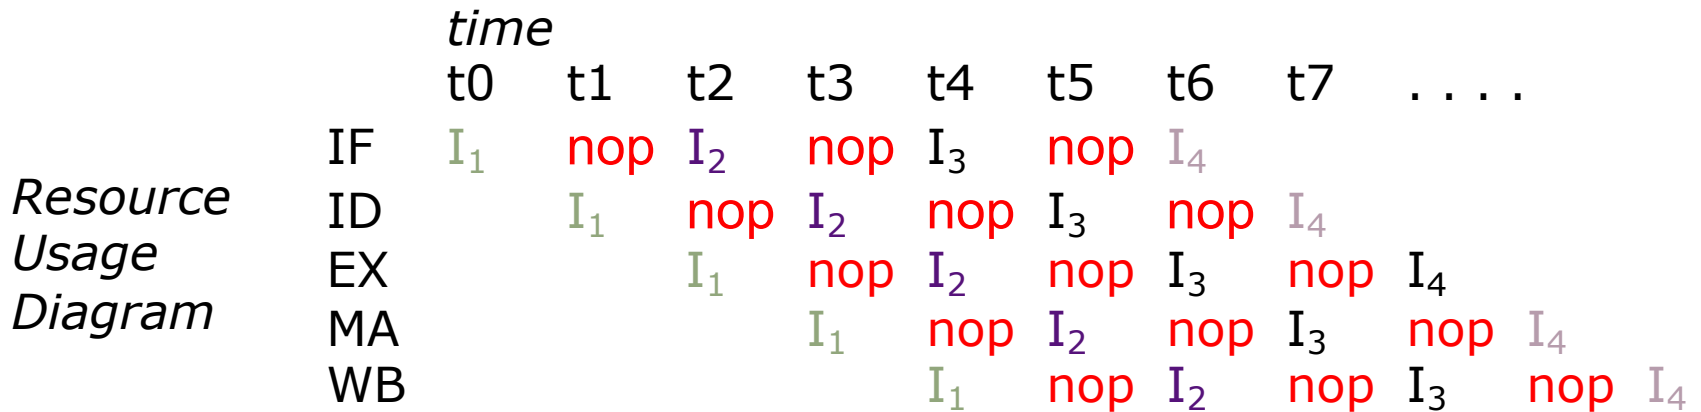 time
t0 t1 t2 t3 t4 t5 t6 t7 . . . .
IF I₁ nop I₂ nop I₃ nop I₄
Resource
ID I₁ nop I₂ nop I₃ nop I₄
Usage
EX I₁ nop I₂ nop I₃ nop I₄
Diagram
MA I₁ nop I₂ nop I₃ nop I₄
WB I₁ nop I₂ nop I₃ nop I₄